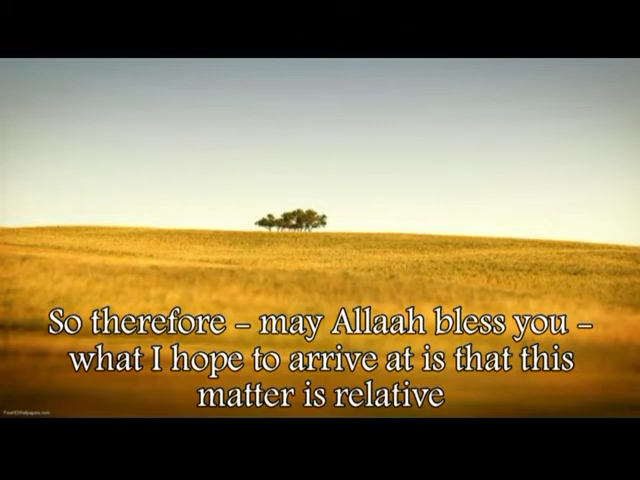 So therefore – may Allaah bless you –
what I hope to arrive at is that this
matter is relative